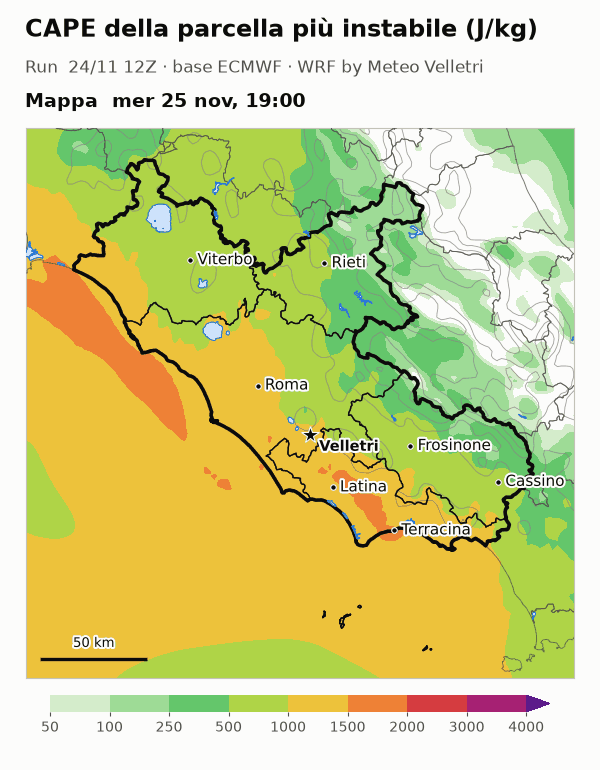 CAPE della parcella più instabile (J/kg)
Run  24/11 12Z · base ECMWF · WRF by Meteo Velletri
Mappa  mer 25 nov, 19:00
Viterbo
Rieti
Roma
Velletri
Frosinone
Cassino
Latina
Terracina
50 km
50 100 250 500 1000 1500 2000 3000 4000